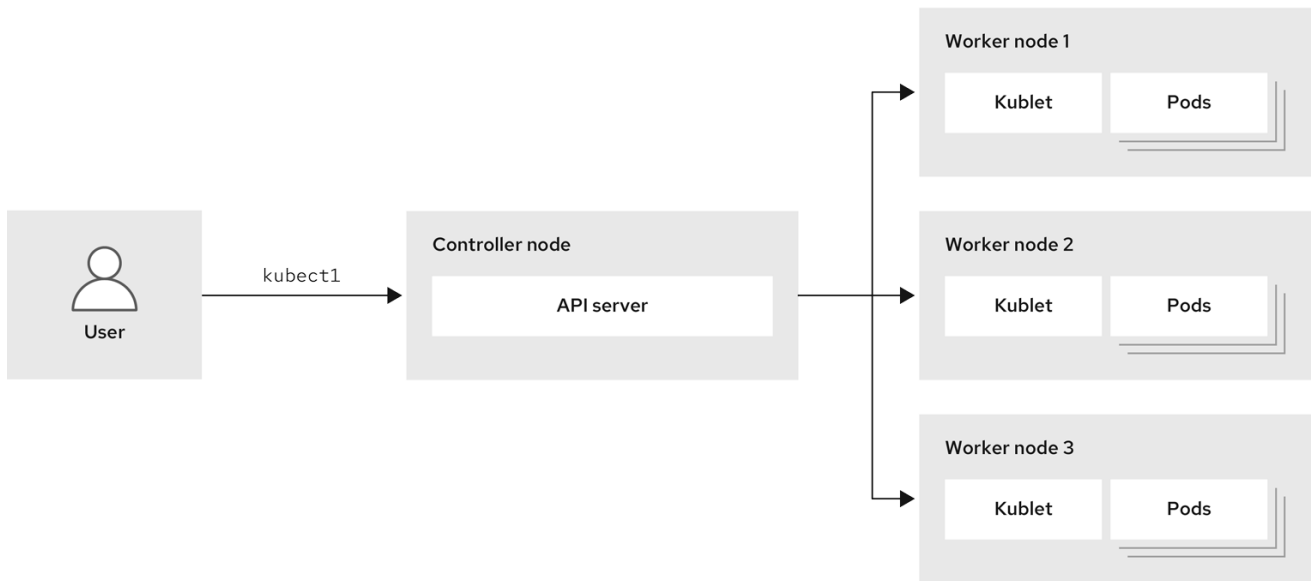 User
kubect1
Controller node
API server
Worker node 1
Kublet
Pods
Worker node 2
Kublet
Pods
Worker node 3
Kublet
Pods